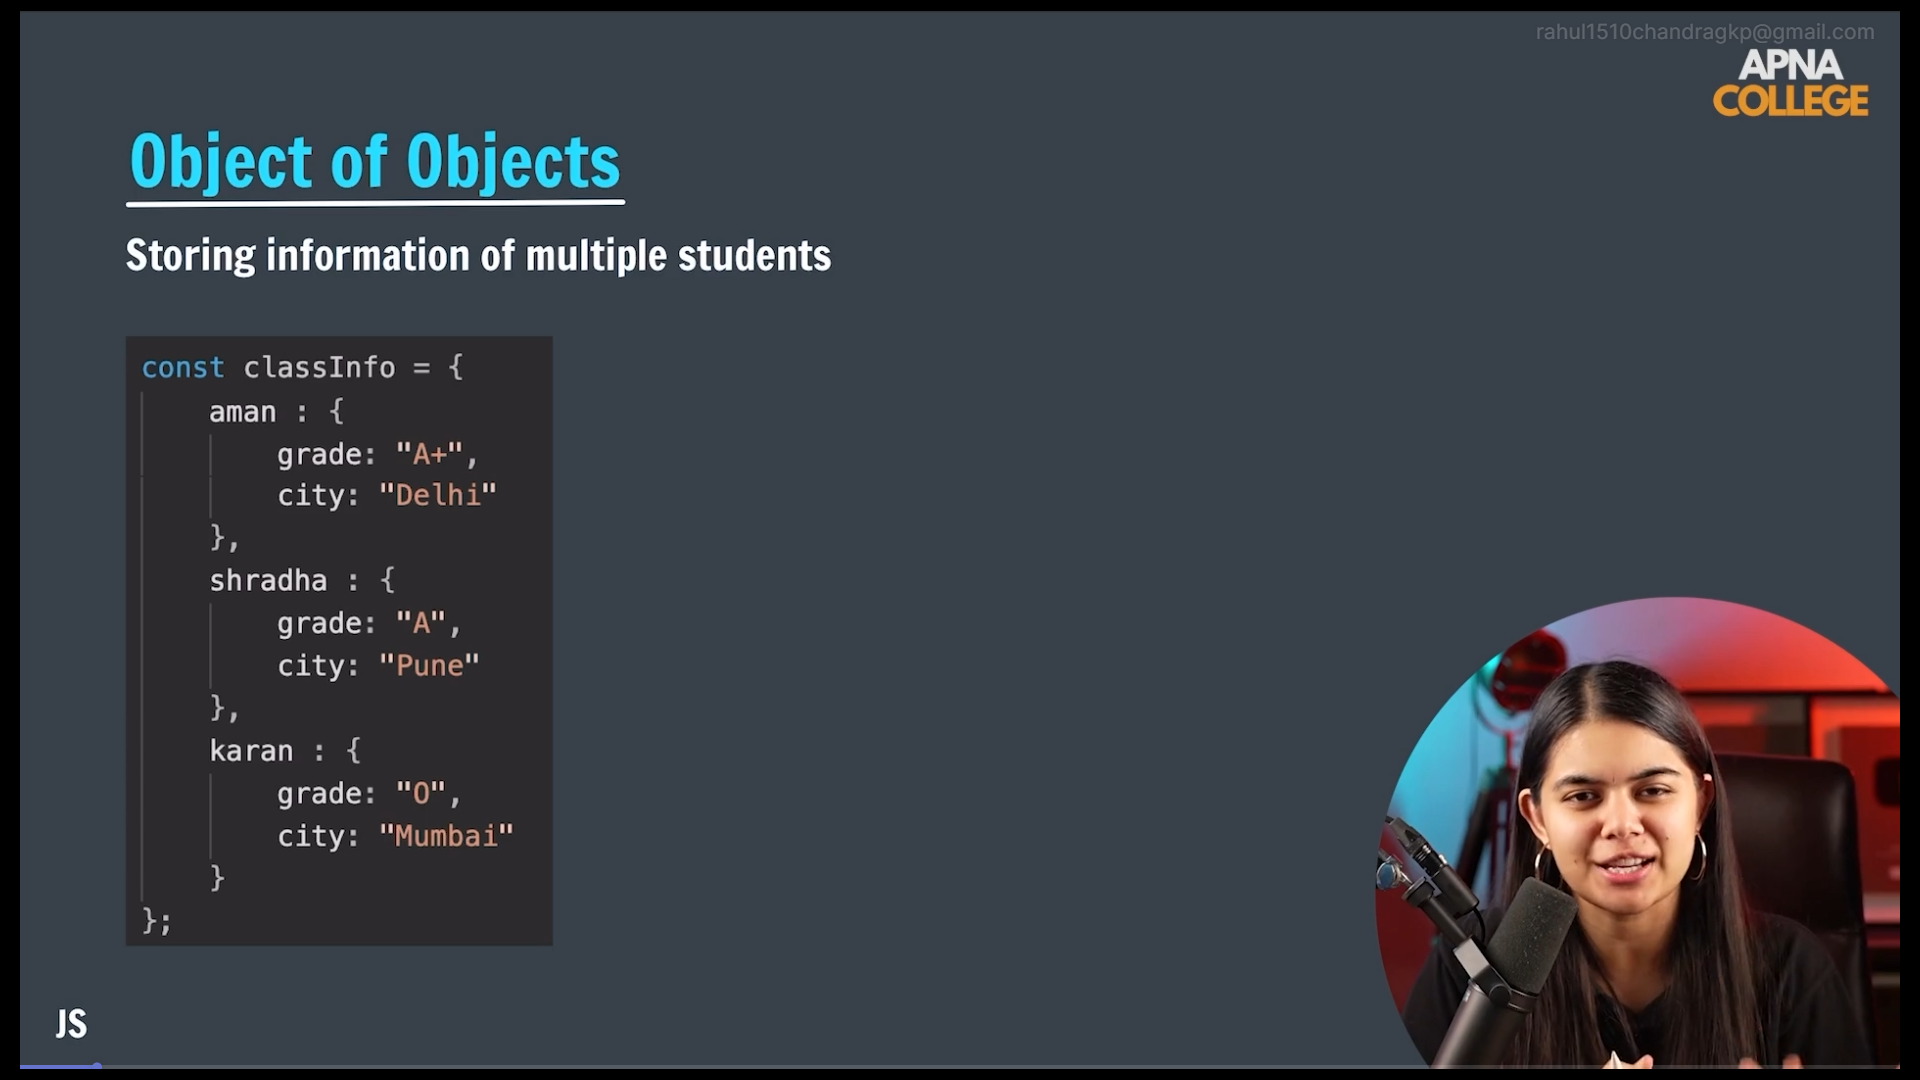 rahul1510chandragkp@gmail.com
APNA
COLLEGE
Object of Objects
Storing information of multiple students
const classInfo = {
    aman : {
        grade: "A+",
        city: "Delhi"
    },
    shradha : {
        grade: "A",
        city: "Pune"
    },
    karan : {
        grade: "O",
        city: "Mumbai"
    }
};
JS